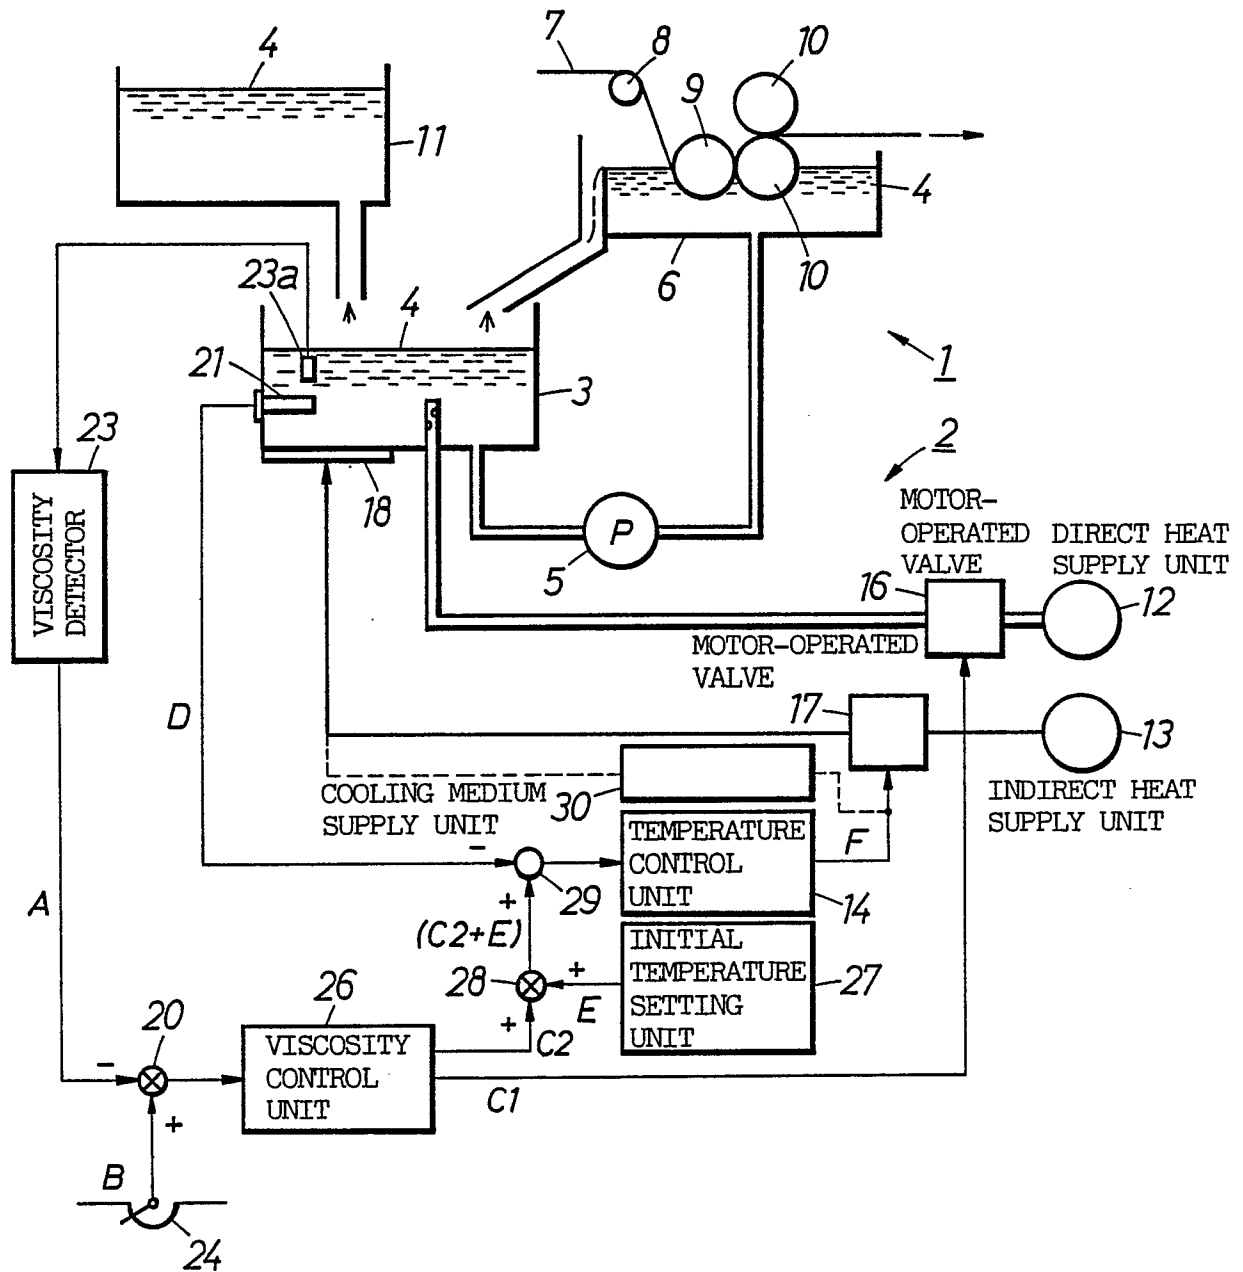 7
8
10
4
9
11
4
6
10
23a
4
1
21
3
2
23
18
MOTOR-
OPERATED
VALVE
DIRECT HEAT
SUPPLY UNIT
P
5
16
12
VISCOSITY
DETECTOR
MOTOR-OPERATED
VALVE
17
D
13
COOLING MEDIUM
SUPPLY UNIT
30
INDIRECT HEAT
SUPPLY UNIT
TEMPERATURE
CONTROL
UNIT
F
-
29
14
A
+
(C2+E)
INITIAL
TEMPERATURE
SETTING
UNIT
27
28
+
E
26
+
C2
20
VISCOSITY
CONTROL
UNIT
-
C1
+
B
24